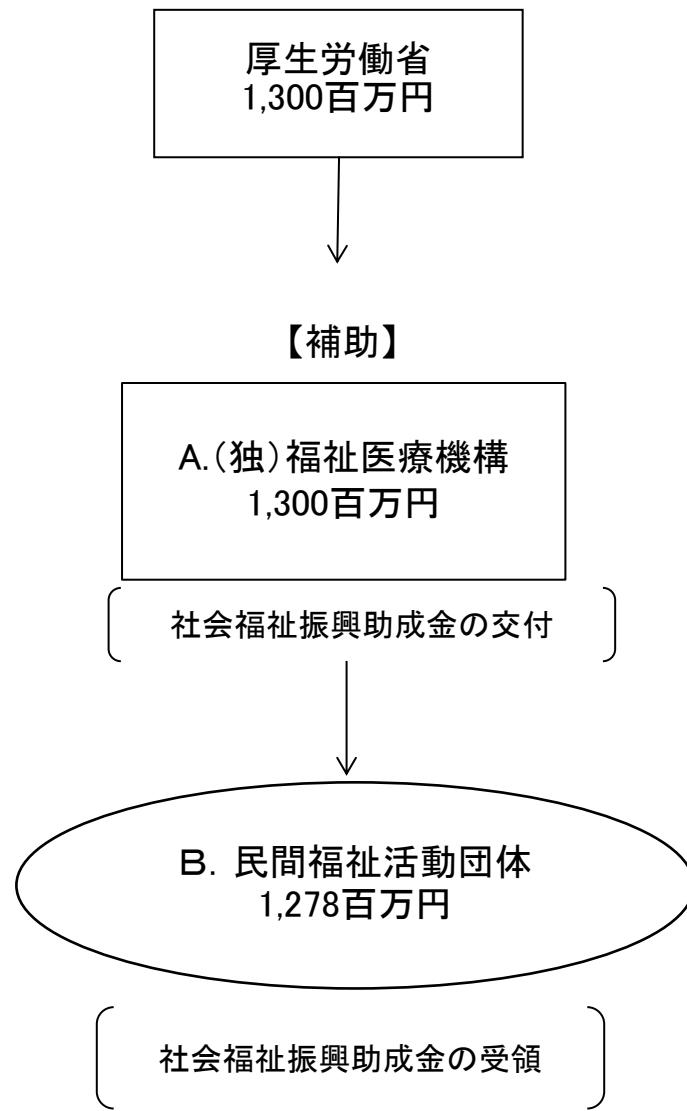 厚生労働省
1,300百万円
【補助】
A.(独)福祉医療機構
1,300百万円
社会福祉振興助成金の交付
B. 民間福祉活動団体
1,278百万円
社会福祉振興助成金の受領